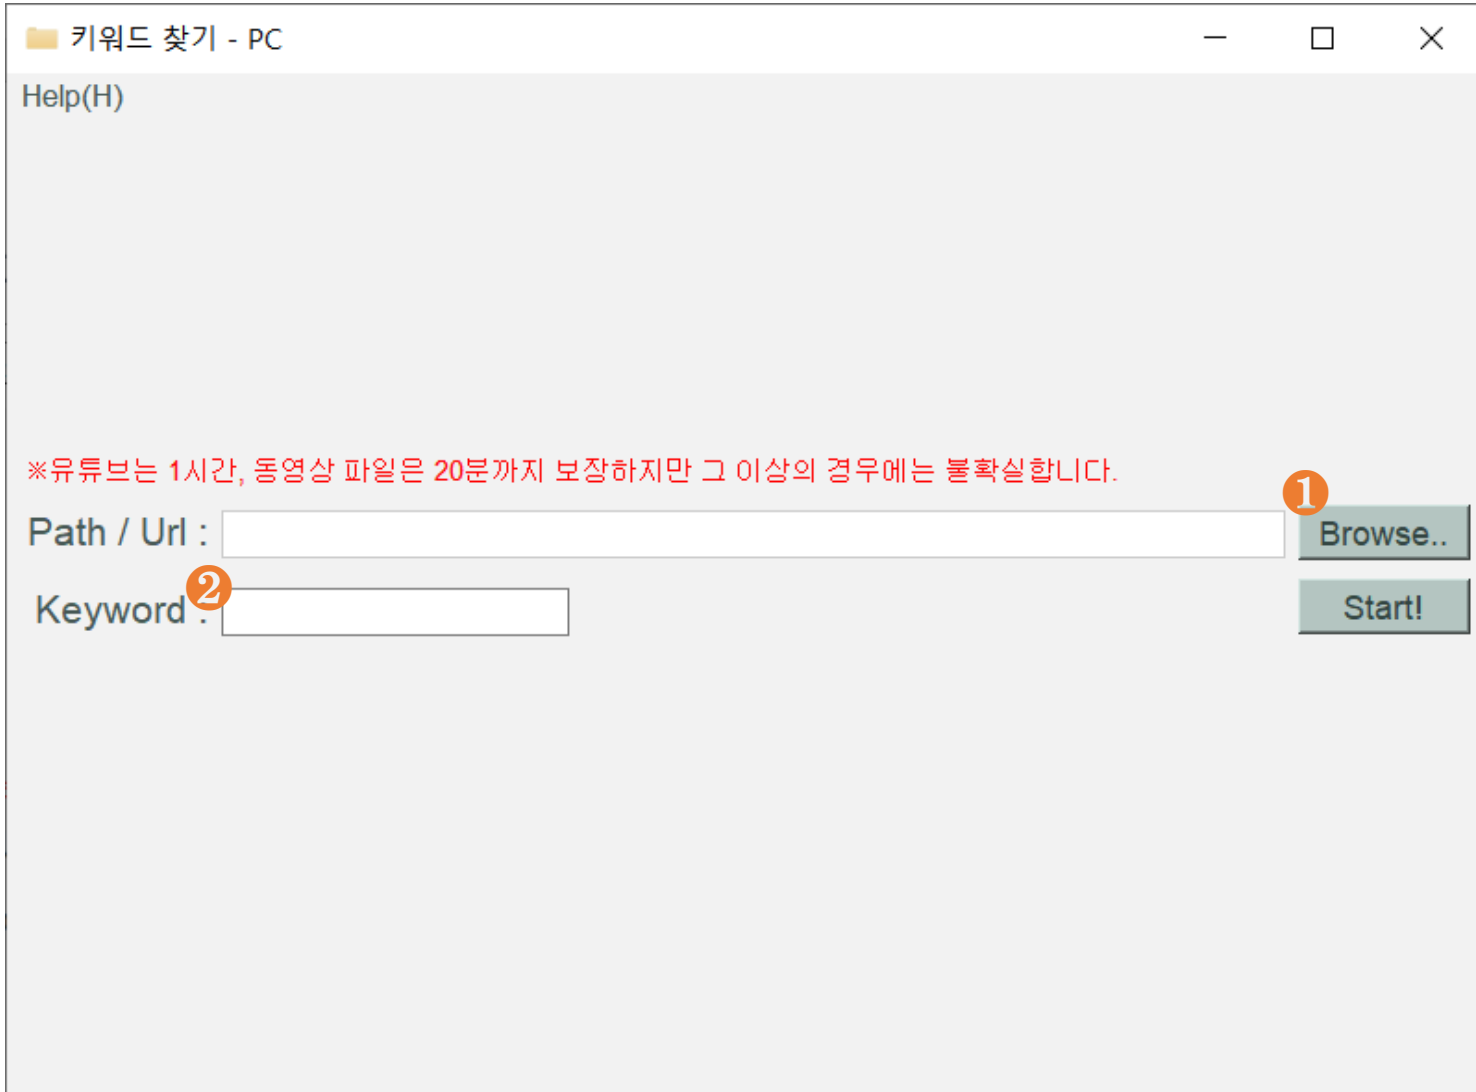 키워드 찾기 - PC
Help(H)
※유튜브는 1시간, 동영상 파일은 20분까지 보장하지만 그 이상의 경우에는 불확실합니다.
1
Path / Url : Browse..
2
Keyword : Start!